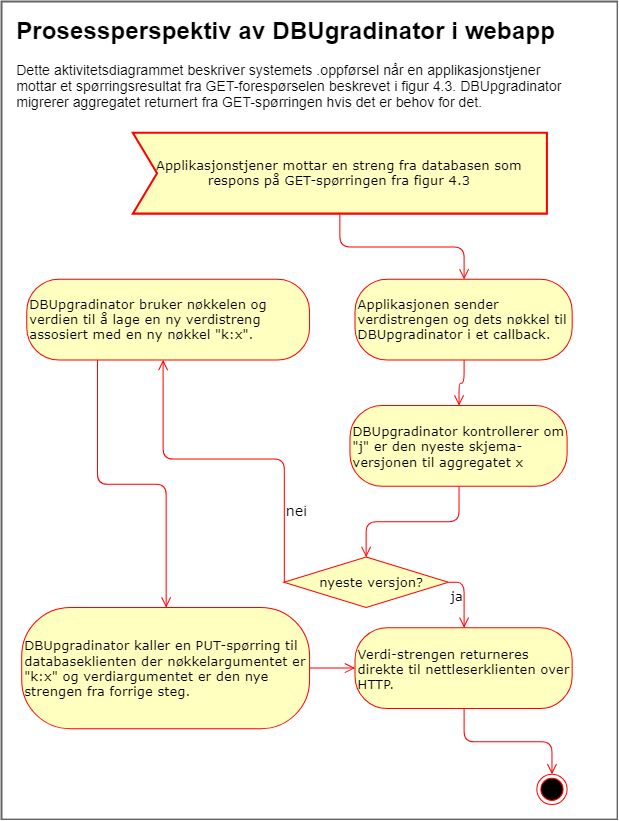 Prosessperspektiv av DBUgradinator i webapp
Dette aktivitetsdiagrammet beskriver systemets .oppførsel når en applikasjonstjener
mottar et spørringsresultat fra GET-forespørselen beskrevet i figur 4.3. DBUpgradinator
migrerer aggregatet returnert fra GET-spørringen hvis det er behov for det.
Applikasjonstjener mottar en streng fra databasen som
respons på GET-spørringen fra figur 4.3
DBUpgradinator bruker nøkkelen og
verdien til å lage en ny verdistreng
assosiert med en ny nøkkel "k:x".
Applikasjonen sender
verdistrengen og dets nøkkel til
DBUpgradinator i et callback.
DBUpgradinator kontrollerer om
"j" er den nyeste skjema-
versjonen til aggregatet x
nei
nyeste versjon?
ja
DBUpgradinator kaller en PUT-spørring til
databaseklienten der nøkkelargumentet er
"k:x" og verdiargumentet er den nye
strengen fra forrige steg.
Verdi-strengen returneres
direkte til nettleserklienten over
HTTP.